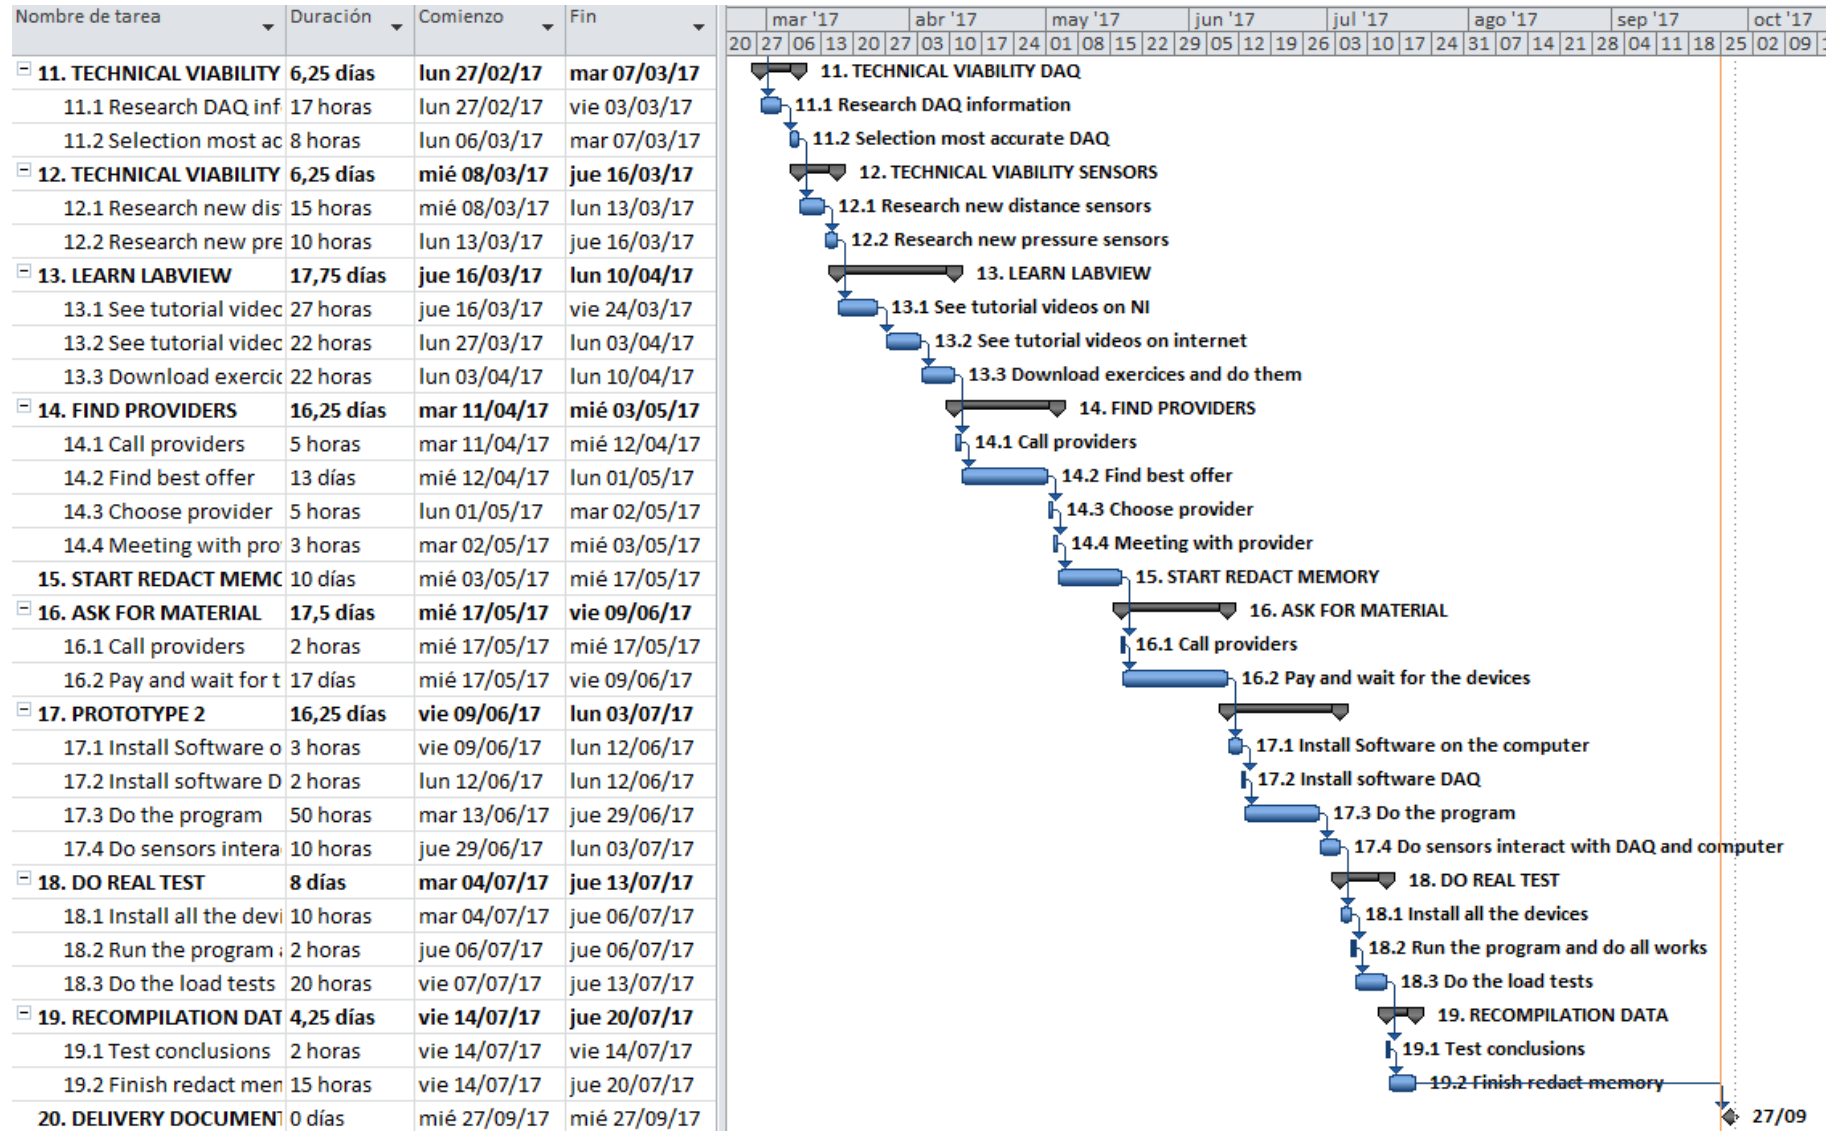 Nombre de tarea Duración Comienzo Fin mar '17 abr '17 may '17 jun '17 jul '17 ago '17 sep '17 oct '17
20 27 06 13 20 27 03 10 17 24 01 08 15 22 29 05 12 19 26 03 10 17 24 31 07 14 21 28 04 11 18 25 02 09
11. TECHNICAL VIABILITY 6,25 días lun 27/02/17 mar 07/03/17 11. TECHNICAL VIABILITY DAQ
11.1 Research DAQ inf 17 horas lun 27/02/17 vie 03/03/17 11.1 Research DAQ information
11.2 Selection most ac 8 horas lun 06/03/17 mar 07/03/17 11.2 Selection most accurate DAQ
12. TECHNICAL VIABILITY 6,25 días mié 08/03/17 jue 16/03/17 12. TECHNICAL VIABILITY SENSORS
12.1 Research new dis 15 horas mié 08/03/17 lun 13/03/17 12.1 Research new distance sensors
12.2 Research new pre 10 horas lun 13/03/17 jue 16/03/17 12.2 Research new pressure sensors
13. LEARN LABVIEW 17,75 días jue 16/03/17 lun 10/04/17 13. LEARN LABVIEW
13.1 See tutorial videc 27 horas jue 16/03/17 vie 24/03/17 13.1 See tutorial videos on NI
13.2 See tutorial videc 22 horas lun 27/03/17 lun 03/04/17 13.2 See tutorial videos on internet
13.3 Download exercic 22 horas lun 03/04/17 lun 10/04/17 13.3 Download exercices and do them
14. FIND PROVIDERS 16,25 días mar 11/04/17 mié 03/05/17 14. FIND PROVIDERS
14.1 Call providers 5 horas mar 11/04/17 mié 12/04/17 14.1 Call providers
14.2 Find best offer 13 días mié 12/04/17 lun 01/05/17 14.2 Find best offer
14.3 Choose provider 5 horas lun 01/05/17 mar 02/05/17 14.3 Choose provider
14.4 Meeting with pro 3 horas mar 02/05/17 mié 03/05/17 14.4 Meeting with provider
15. START REDACT MEMC 10 días mié 03/05/17 mié 17/05/17 15. START REDACT MEMORY
16. ASK FOR MATERIAL 17,5 días mié 17/05/17 vie 09/06/17 16. ASK FOR MATERIAL
16.1 Call providers 2 horas mié 17/05/17 mié 17/05/17 16.1 Call providers
16.2 Pay and wait for t 17 días mié 17/05/17 vie 09/06/17 16.2 Pay and wait for the devices
17. PROTOTYPE 2 16,25 días vie 09/06/17 lun 03/07/17
17.1 Install Software o 3 horas vie 09/06/17 lun 12/06/17 17.1 Install Software on the computer
17.2 Install software D 2 horas lun 12/06/17 lun 12/06/17 17.2 Install software DAQ
17.3 Do the program 50 horas mar 13/06/17 jue 29/06/17 17.3 Do the program
17.4 Do sensors intera 10 horas jue 29/06/17 lun 03/07/17 17.4 Do sensors interact with DAQ and computer
18. DO REAL TEST 8 días mar 04/07/17 jue 13/07/17 18. DO REAL TEST
18.1 Install all the devi 10 horas mar 04/07/17 jue 06/07/17 18.1 Install all the devices
18.2 Run the program 2 horas jue 06/07/17 jue 06/07/17 18.2 Run the program and do all works
18.3 Do the load tests 20 horas vie 07/07/17 jue 13/07/17 18.3 Do the load tests
19. RECOMPILATION DAT 4,25 días vie 14/07/17 jue 20/07/17 19. RECOMPILATION DATA
19.1 Test conclusions 2 horas vie 14/07/17 vie 14/07/17 19.1 Test conclusions
19.2 Finish redact men 15 horas vie 14/07/17 jue 20/07/17 19.2 Finish redact memory
20. DELIVERY DOCUMENT 0 días mié 27/09/17 mié 27/09/17 27/09